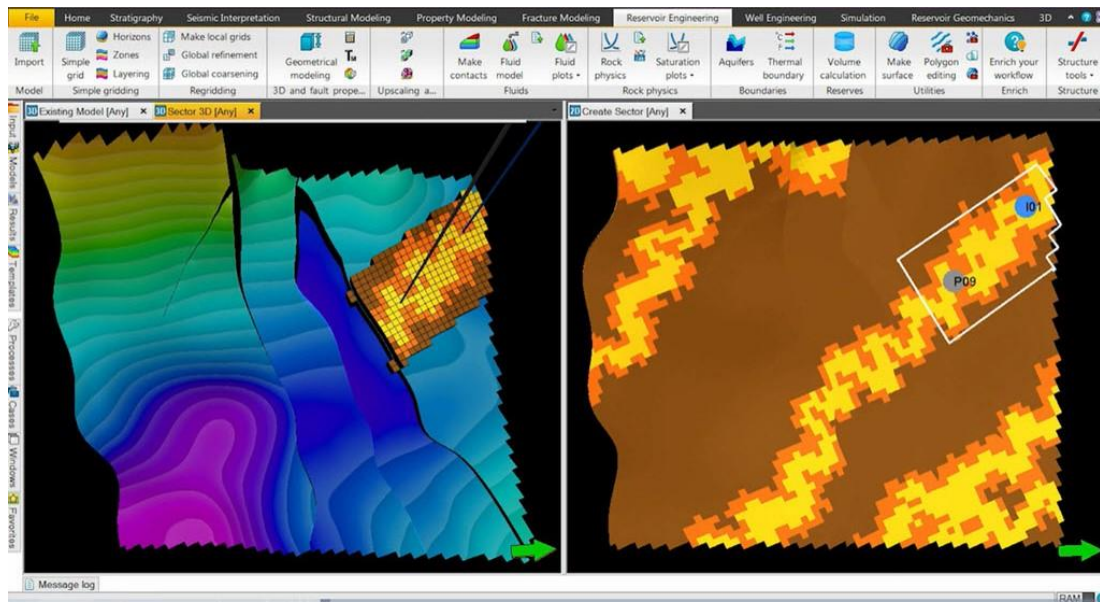 File Home Stratigraphy Seismic Interpretation Structural Modeling Property Modeling Fracture Modeling Reservoir Engineering Well Engineering Simulation Reservoir Geomechanics 3D
Import
Simple grid
Horizons
Zones
Layering
Make local grids
Global refinement
Global coarsening
Geometrical modeling
Make contacts
Fluid model
Fluid plots
Rock physics
Saturation plots
Aquifers
Thermal boundary
Volume calculation
Make surface
Polygon editing
Enrich your workflow
Structure tools
Model Simple gridding Regridding 3D and fault prope... Upscaling a... Fluids Rock physics Boundaries Reserves Utilities Enrich Structure
3D Existing Model [Any] 3D Sector 3D [Any] 2D Create Sector [Any]
Input
Models
Results
Templates
Processes
Cases
Windows
Favorites
I01
P09
Message log
RAM